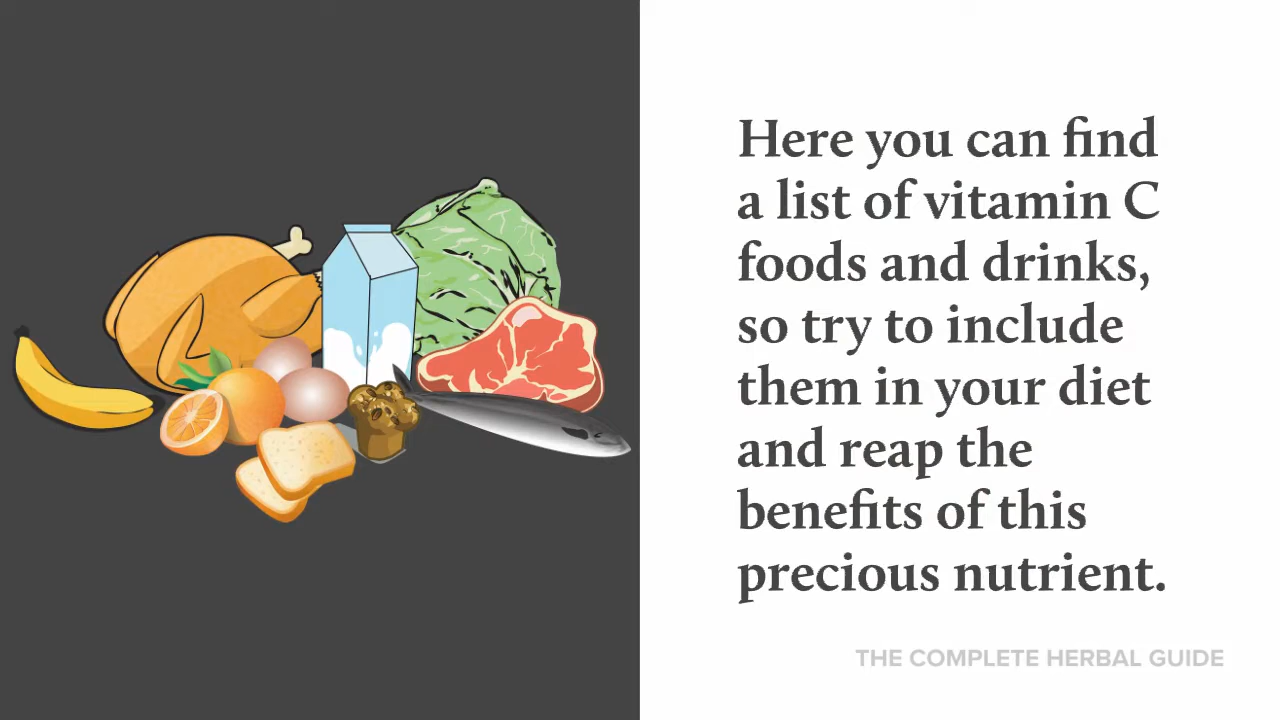 Here you can find
a list of vitamin C
foods and drinks,
so try to include
them in your diet
and reap the
benefits of this
precious nutrient.
THE COMPLETE HERBAL GUIDE